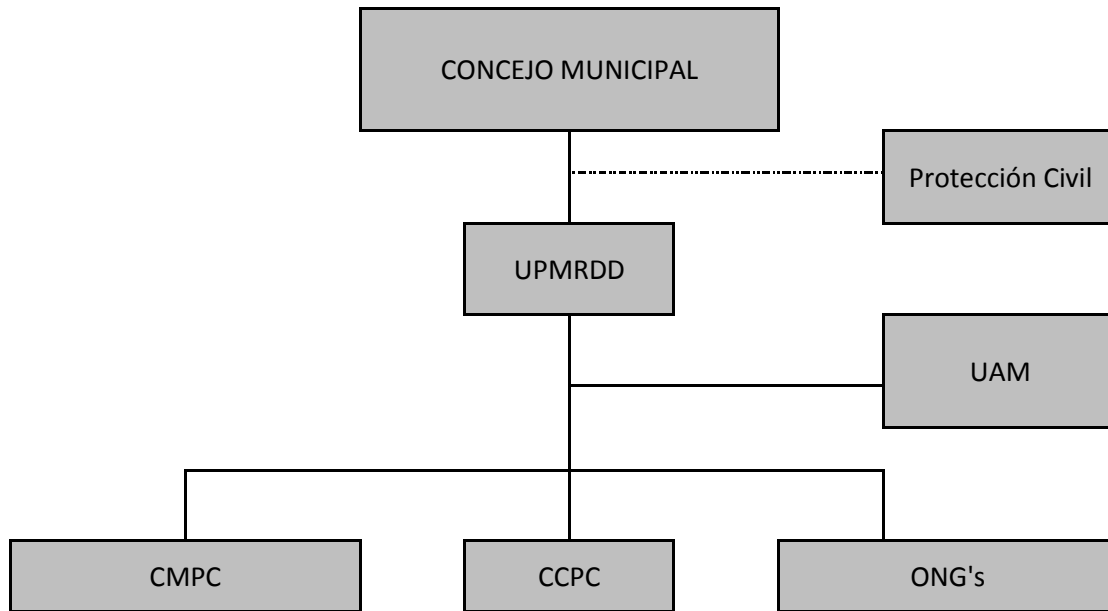 CONCEJO MUNICIPAL
Protección Civil
UPMRDD
UAM
CMPC
CCPC
ONG's